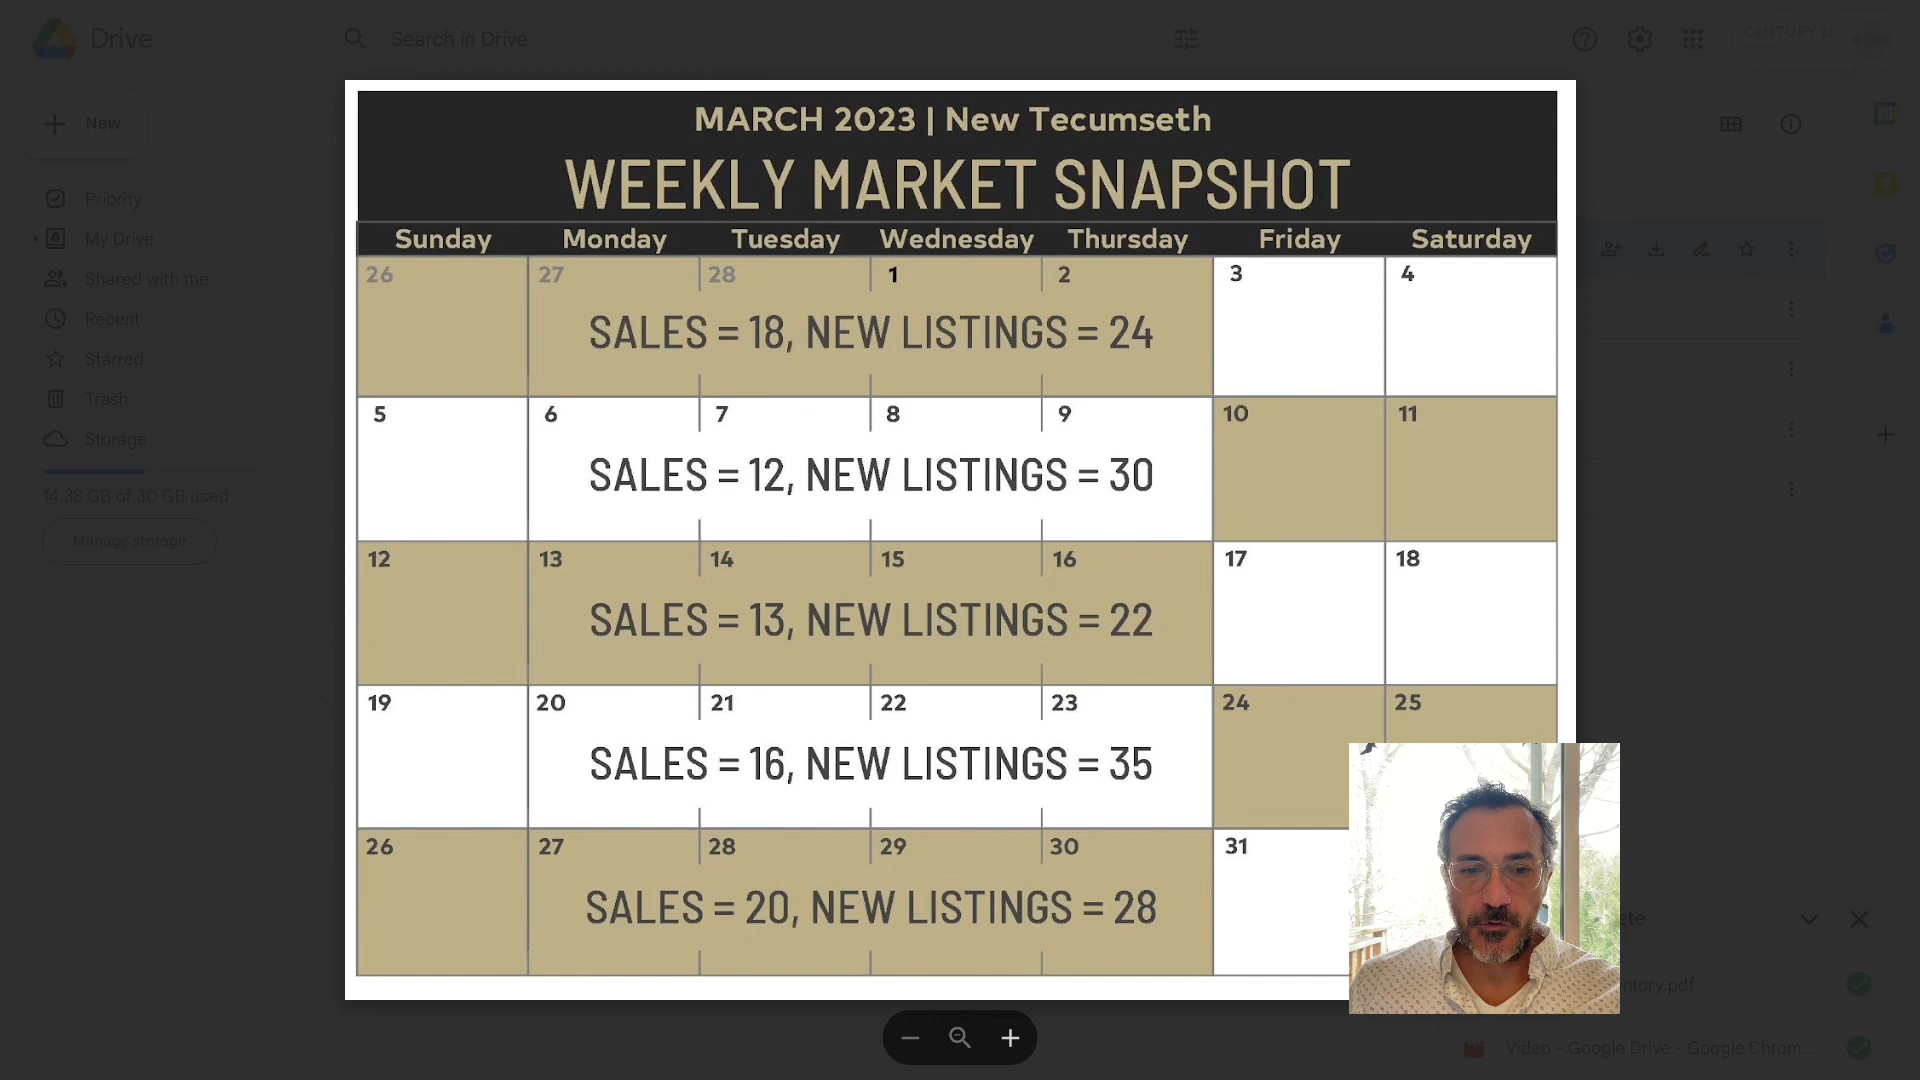 Drive
Search in Drive
CENTURY 21
New
Priority
My Drive
Shared with me
Recent
Starred
Trash
Storage
14.38 GB of 30 GB used
Manage storage
MARCH 2023 | New Tecumseth
WEEKLY MARKET SNAPSHOT
Sunday Monday Tuesday Wednesday Thursday Friday Saturday
26 27 28 1 2 3 4
SALES = 18, NEW LISTINGS = 24
5 6 7 8 9 10 11
SALES = 12, NEW LISTINGS = 30
12 13 14 15 16 17 18
SALES = 13, NEW LISTINGS = 22
19 20 21 22 23 24 25
SALES = 16, NEW LISTINGS = 35
26 27 28 29 30 31
SALES = 20, NEW LISTINGS = 28
ete
ntory.pdf
Video - Google Drive - Google Chrom...